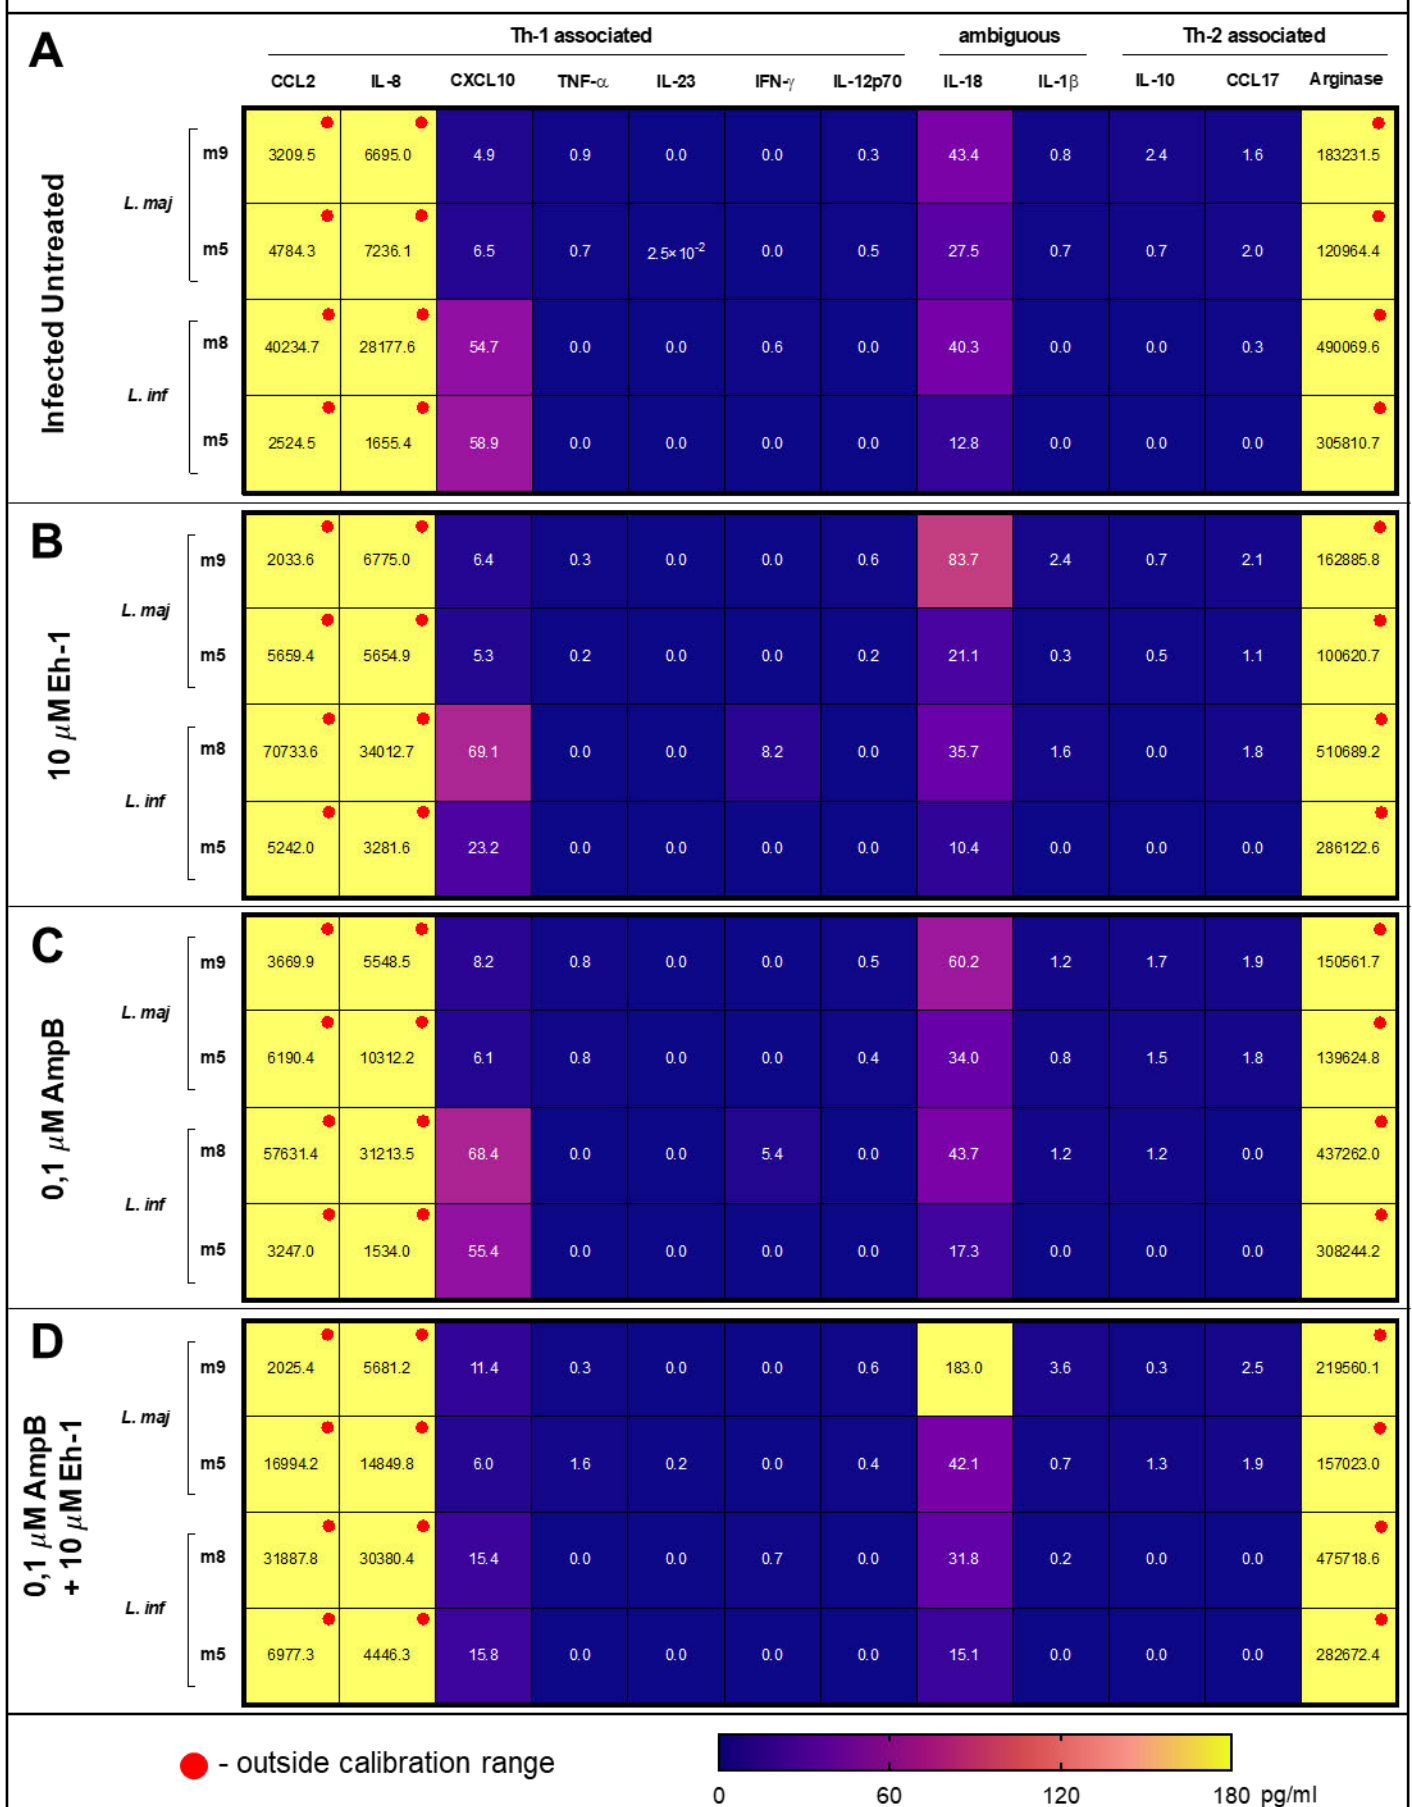 A
Th-1 associated ambiguous Th-2 associated
CCL2 IL-8 CXCL10 TNF-α IL-23 IFN-γ IL-12p70 IL-18 IL-1β IL-10 CCL17 Arginase
Infected Untreated
L. maj
m9 3209.5 6695.0 4.9 0.9 0.0 0.0 0.3 43.4 0.8 2.4 1.6 183231.5
m5 4784.3 7236.1 6.5 0.7 2.5×10⁻² 0.0 0.5 27.5 0.7 0.7 2.0 120964.4
L. inf
m8 40234.7 28177.6 54.7 0.0 0.0 0.6 0.0 40.3 0.0 0.0 0.3 490069.6
m5 2524.5 1655.4 58.9 0.0 0.0 0.0 0.0 12.8 0.0 0.0 0.0 305810.7
B
10 μM Eh-1
L. maj
m9 2033.6 6775.0 6.4 0.3 0.0 0.0 0.6 83.7 2.4 0.7 2.1 162885.8
m5 5659.4 5654.9 5.3 0.2 0.0 0.0 0.2 21.1 0.3 0.5 1.1 100620.7
L. inf
m8 70733.6 34012.7 69.1 0.0 0.0 8.2 0.0 35.7 1.6 0.0 1.8 510689.2
m5 5242.0 3281.6 23.2 0.0 0.0 0.0 0.0 10.4 0.0 0.0 0.0 286122.6
C
0,1 μM AmpB
L. maj
m9 3669.9 5548.5 8.2 0.8 0.0 0.0 0.5 60.2 1.2 1.7 1.9 150561.7
m5 6190.4 10312.2 6.1 0.8 0.0 0.0 0.4 34.0 0.8 1.5 1.8 139624.8
L. inf
m8 57631.4 31213.5 68.4 0.0 0.0 5.4 0.0 43.7 1.2 1.2 0.0 437262.0
m5 3247.0 1534.0 55.4 0.0 0.0 0.0 0.0 17.3 0.0 0.0 0.0 308244.2
D
0,1 μM AmpB
+ 10 μM Eh-1
L. maj
m9 2025.4 5681.2 11.4 0.3 0.0 0.0 0.6 183.0 3.6 0.3 2.5 219560.1
m5 16994.2 14849.8 6.0 1.6 0.2 0.0 0.4 42.1 0.7 1.3 1.9 157023.0
L. inf
m8 31887.8 30380.4 15.4 0.0 0.0 0.7 0.0 31.8 0.2 0.0 0.0 475718.6
m5 6977.3 4446.3 15.8 0.0 0.0 0.0 0.0 15.1 0.0 0.0 0.0 282672.4
- outside calibration range
0 60 120 180 pg/ml